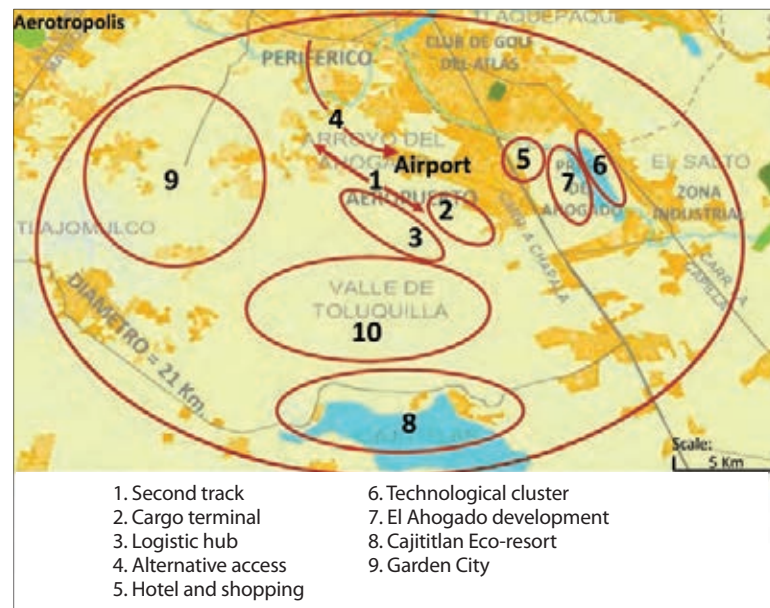 Aerotropolis
TLAQUEPAQUE
PERIFERICO
CLUB DE GOLF
DEL ATLAS
4
ARROYO DEL
Airport
5
6
EL SALTO
9
1
7
ZONA
INDUSTRIAL
AEROPUERTO
2
DE
AHOGADO
3
TLAJOMULCO
CARR. A CHAPALA
CARR. A
CAPILLA
VALLE DE
TOLUQUILLA
10
DIAMETRO = 21 Km.
8
Scale:
5 Km
1. Second track
2. Cargo terminal
3. Logistic hub
4. Alternative access
5. Hotel and shopping
6. Technological cluster
7. El Ahogado development
8. Cajititlan Eco-resort
9. Garden City